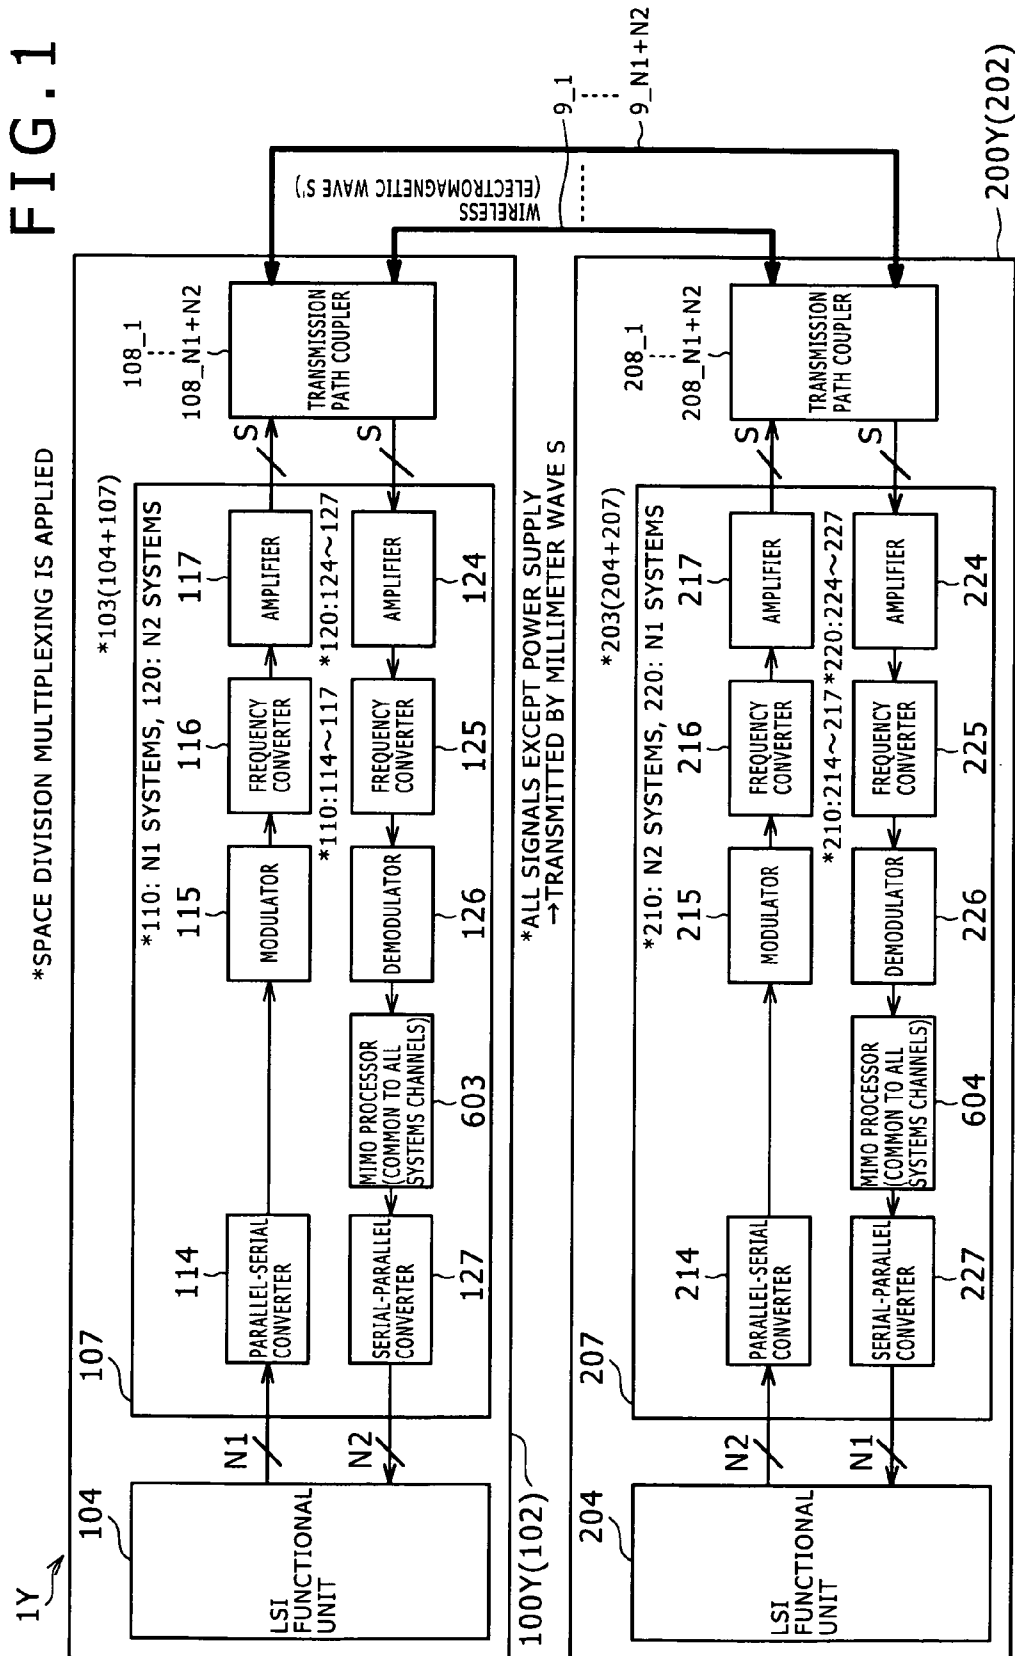 FIG.1
*SPACE DIVISION MULTIPLEXING IS APPLIED
1Y
100Y(102)
*103(104+107)
104
LSI
FUNCTIONAL
UNIT
N1
N2
107
*110: N1 SYSTEMS, 120: N2 SYSTEMS
114
PARALLEL-SERIAL
CONVERTER
115
MODULATOR
116
FREQUENCY
CONVERTER
117
AMPLIFIER
*110:114~117
*120:124~127
SERIAL-PARALLEL
CONVERTER
127
MIMO PROCESSOR
(COMMON TO ALL
SYSTEMS CHANNELS)
603
DEMODULATOR
126
FREQUENCY
CONVERTER
125
AMPLIFIER
124
S
S
108_1
108_N1+N2
TRANSMISSION
PATH COUPLER
WIRELESS
(ELECTROMAGNETIC WAVE S')
9_1
9_N1+N2
*ALL SIGNALS EXCEPT POWER SUPPLY
→TRANSMITTED BY MILLIMETER WAVE S
200Y(202)
*203(204+207)
204
LSI
FUNCTIONAL
UNIT
N2
N1
207
*210: N2 SYSTEMS, 220: N1 SYSTEMS
214
PARALLEL-SERIAL
CONVERTER
215
MODULATOR
216
FREQUENCY
CONVERTER
217
AMPLIFIER
*210:214~217
*220:224~227
SERIAL-PARALLEL
CONVERTER
227
MIMO PROCESSOR
(COMMON TO ALL
SYSTEMS CHANNELS)
604
DEMODULATOR
226
FREQUENCY
CONVERTER
225
AMPLIFIER
224
S
S
208_1
208_N1+N2
TRANSMISSION
PATH COUPLER